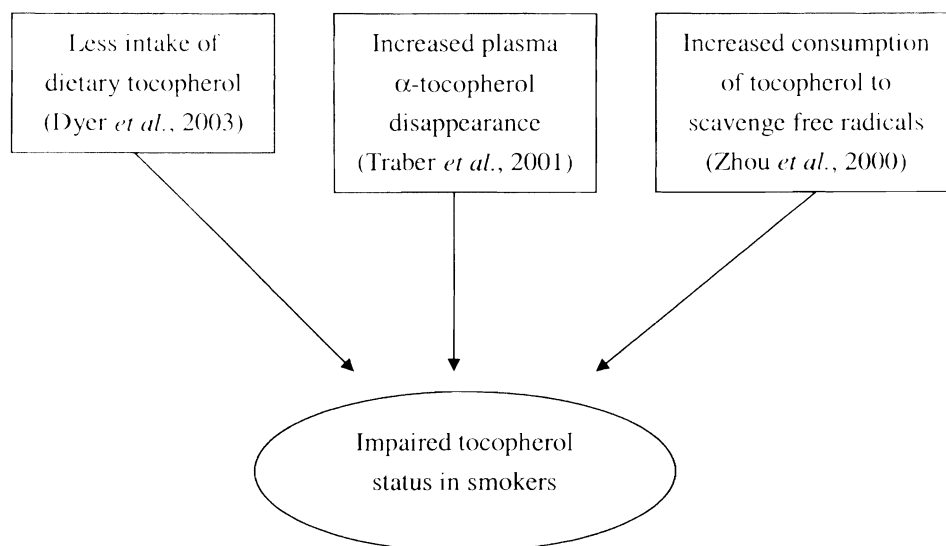 Less intake of
dietary tocopherol
(Dyer et al., 2003)
Increased plasma
α-tocopherol
disappearance
(Traber et al., 2001)
Increased consumption
of tocopherol to
scavenge free radicals
(Zhou et al., 2000)
Impaired tocopherol
status in smokers